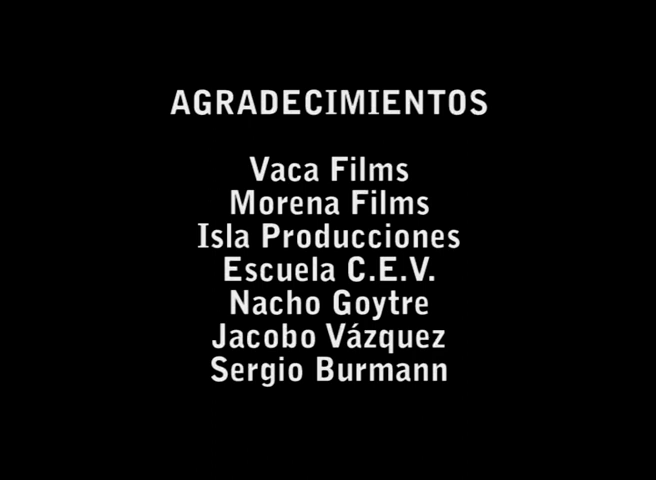 AGRADECIMIENTOS
Vaca Films
Morena Films
Isla Producciones
Escuela C.E.V.
Nacho Goytre
Jacobo Vázquez
Sergio Burmann